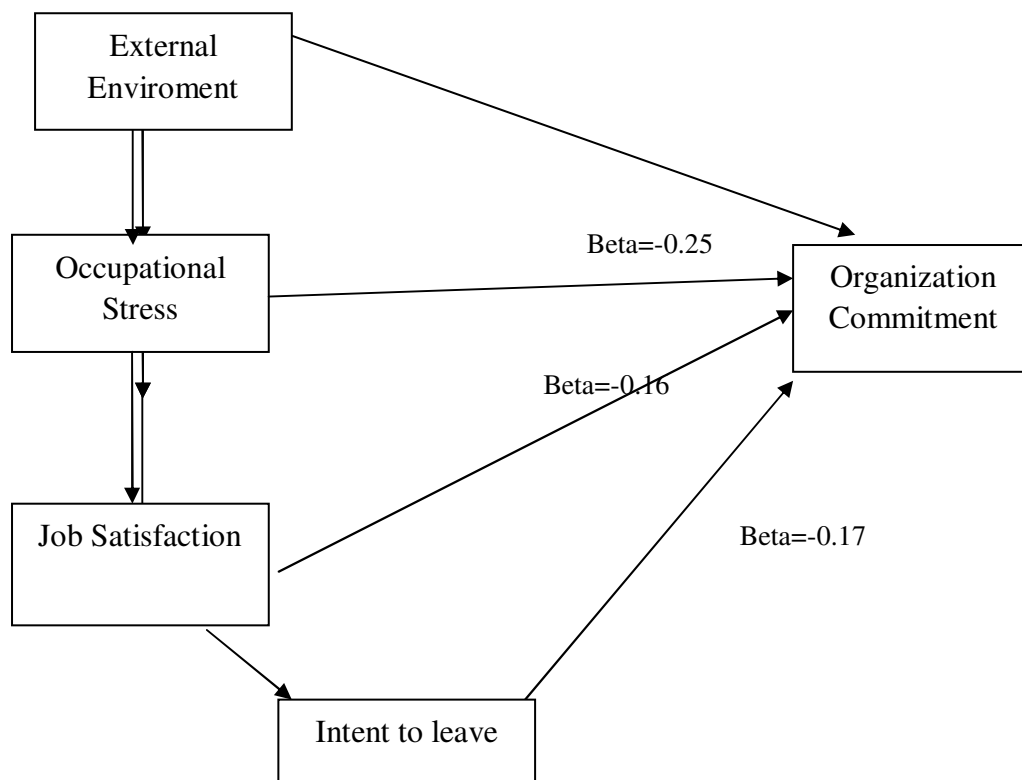 External
Enviroment
Beta=-0.25
Occupational
Stress
Organization
Commitment
Beta=-0.16
Job Satisfaction
Beta=-0.17
Intent to leave